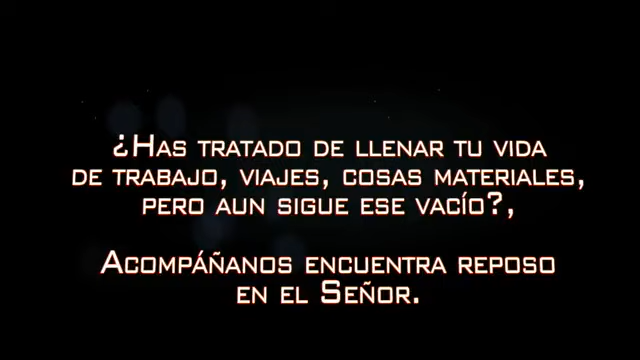 ¿Has tratado de llenar tu vida
de trabajo, viajes, cosas materiales,
pero aun sigue ese vacío?,
Acompáñanos encuentra reposo
en el Señor.